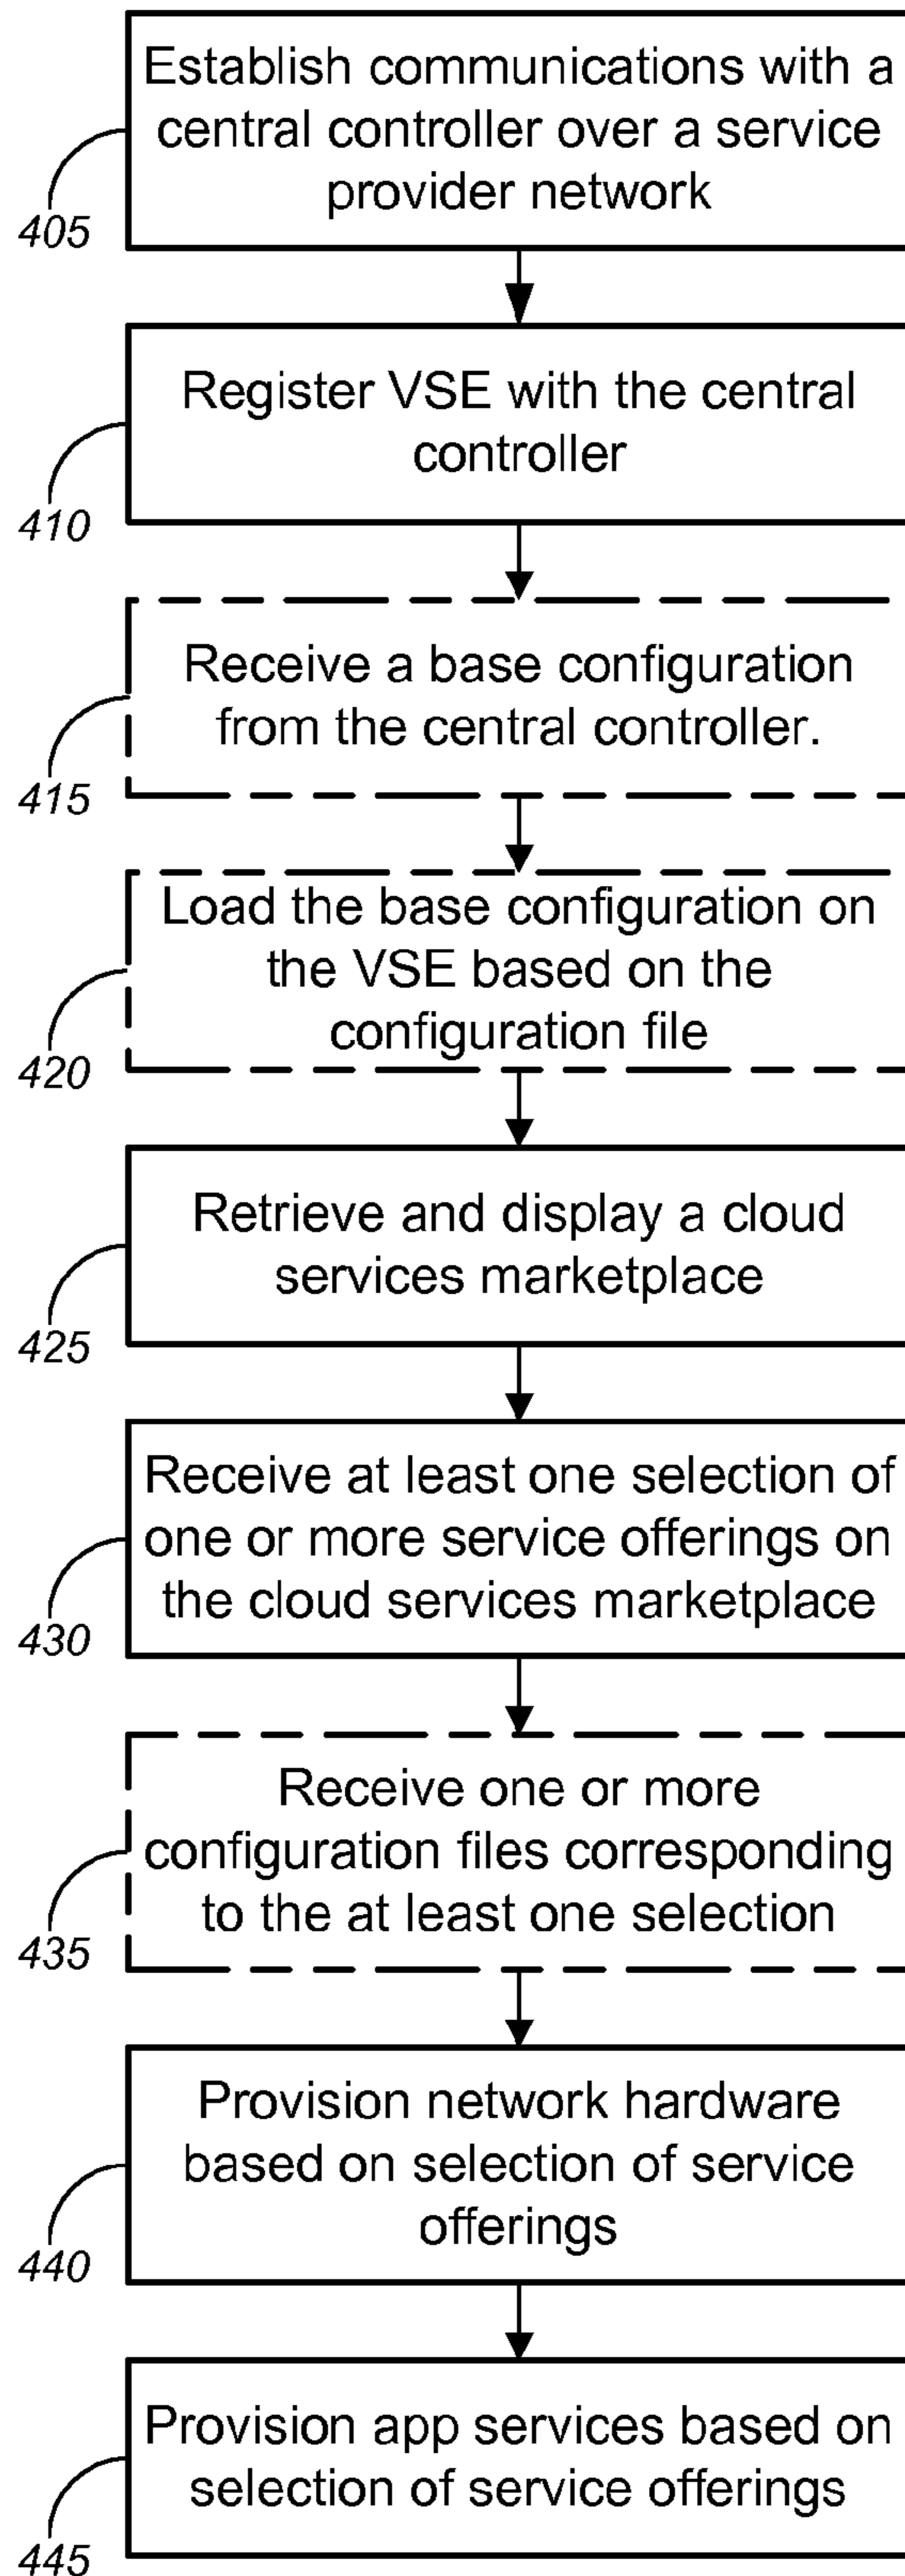 Establish communications with a
central controller over a service
provider network
405
Register VSE with the central
controller
410
Receive a base configuration
from the central controller.
415
Load the base configuration on
the VSE based on the
configuration file
420
Retrieve and display a cloud
services marketplace
425
Receive at least one selection of
one or more service offerings on
the cloud services marketplace
430
Receive one or more
configuration files corresponding
to the at least one selection
435
Provision network hardware
based on selection of service
offerings
440
Provision app services based on
selection of service offerings
445